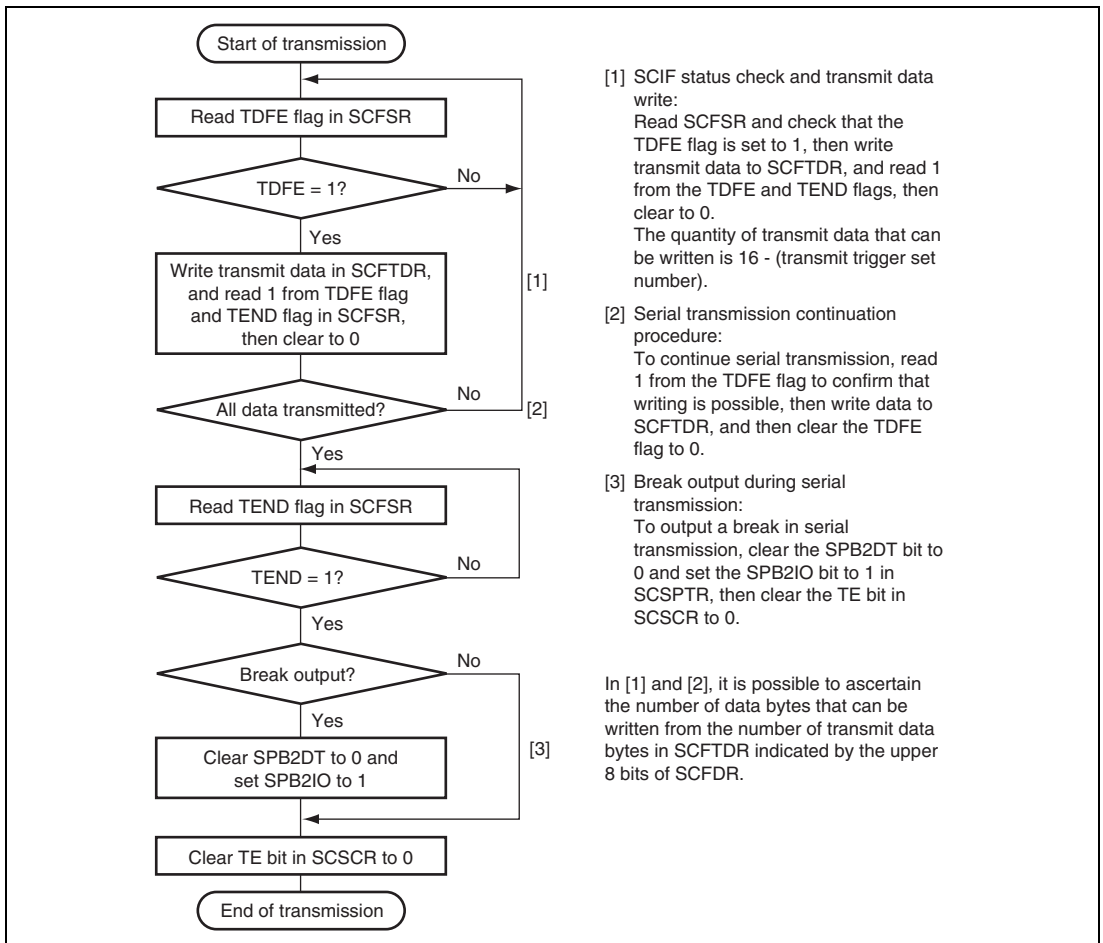 Start of transmission
Read TDFE flag in SCFSR
TDFE = 1?
No
Yes
Write transmit data in SCFTDR,
and read 1 from TDFE flag
and TEND flag in SCFSR,
then clear to 0
[1]
All data transmitted?
No
[2]
Yes
Read TEND flag in SCFSR
TEND = 1?
No
Yes
Break output?
No
Yes
Clear SPB2DT to 0 and
set SPB2IO to 1
[3]
Clear TE bit in SCSCR to 0
End of transmission
[1] SCIF status check and transmit data
write:
Read SCFSR and check that the
TDFE flag is set to 1, then write
transmit data to SCFTDR, and read 1
from the TDFE and TEND flags, then
clear to 0.
The quantity of transmit data that can
be written is 16 - (transmit trigger set
number).
[2] Serial transmission continuation
procedure:
To continue serial transmission, read
1 from the TDFE flag to confirm that
writing is possible, then write data to
SCFTDR, and then clear the TDFE
flag to 0.
[3] Break output during serial
transmission:
To output a break in serial
transmission, clear the SPB2DT bit to
0 and set the SPB2IO bit to 1 in
SCSPTR, then clear the TE bit in
SCSCR to 0.
In [1] and [2], it is possible to ascertain
the number of data bytes that can be
written from the number of transmit data
bytes in SCFTDR indicated by the upper
8 bits of SCFDR.